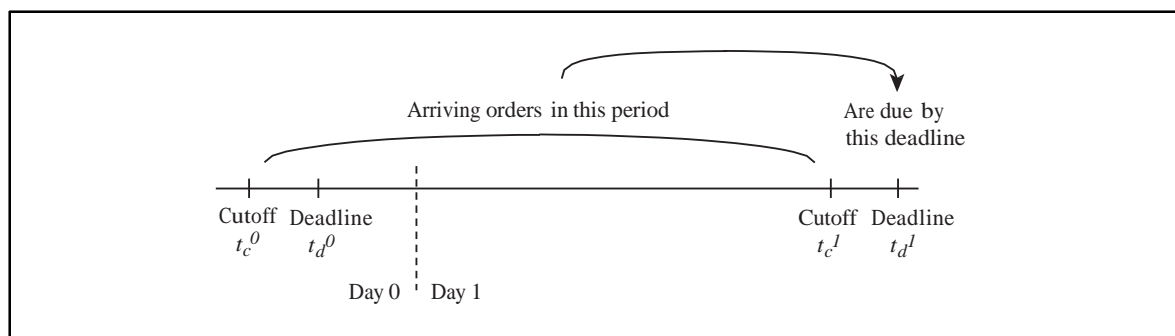 Arriving orders in this period
Are due by
this deadline
Cutoff Deadline
t_c^0 t_d^0
Cutoff Deadline
t_c^1 t_d^1
Day 0 Day 1